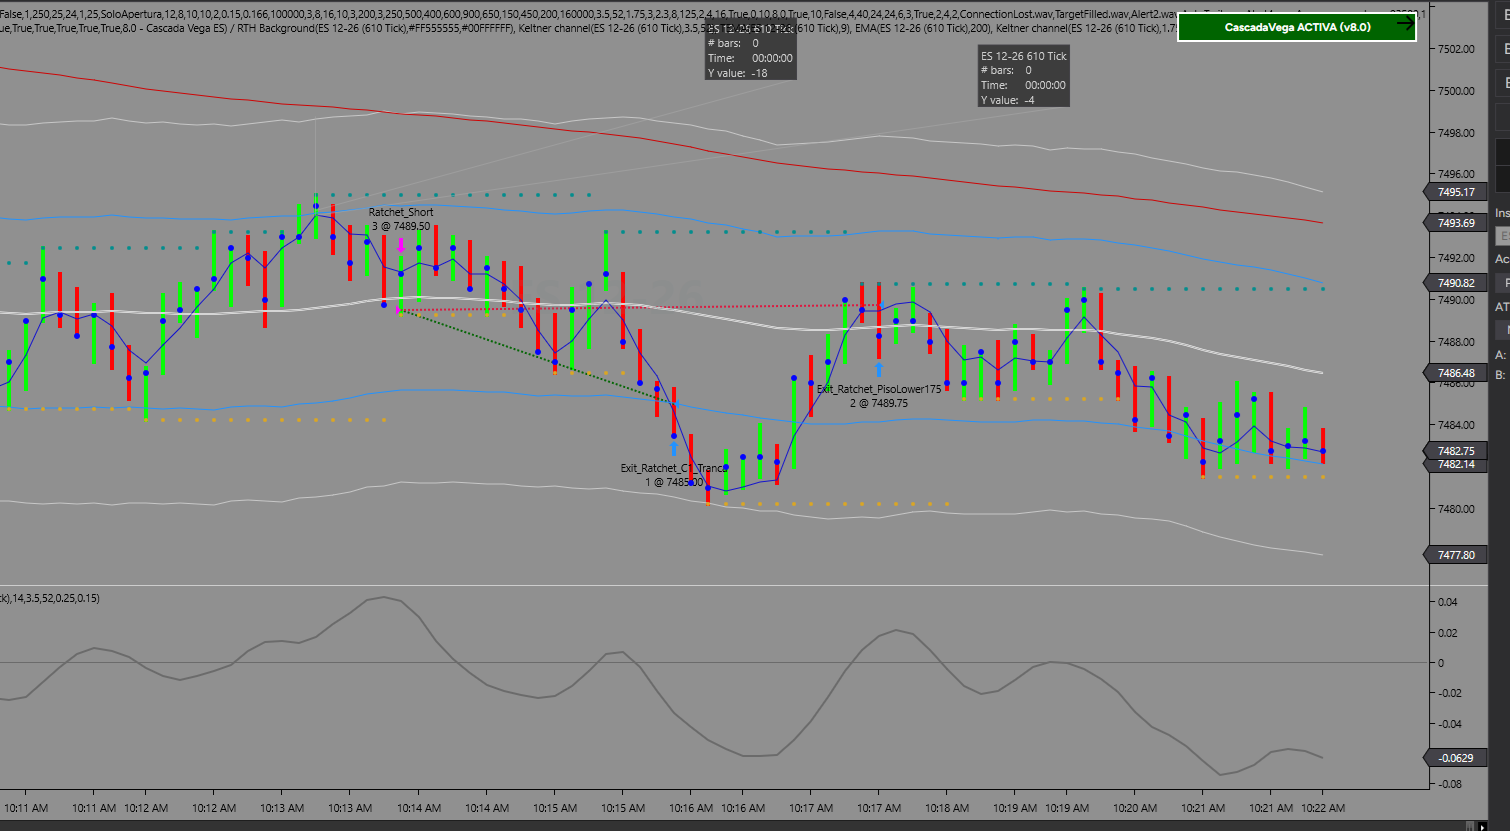 False,1,250,25,24,1,25,SoloApertura,12,8,10,10,2,0.15,0.166,100000,3,8,16,10,3,200,3,250,500,400,600,900,650,150,450,200,160000,3.5,52,1.75,3,2,3.8,125,2,4,16,True,0,10,8,0,True,10,False,4,40,24,24,6,3,True,2,4,2,ConnectionLost.wav,TargetFilled.wav,Alert2.wav
ue,True,True,True,True,True,8.0 - Cascada Vega ES) / RTH Background(ES 12-26 (610 Tick),#FF555555,#00FFFFFF), Keltner channel(ES 12-26 (610 Tick),3.5,
(610 Tick),9), EMA(ES 12-26 (610 Tick),200), Keltner channel(ES 12-26 (610 Tick),1.75
CascadaVega ACTIVA (v8.0)
ES 12-26 610 Tick
# bars: 0
Time: 00:00:00
Y value: -18
ES 12-26 610 Tick
# bars: 0
Time: 00:00:00
Y value: -4
Ratchet_Short
3 @ 7489.50
Exit_Ratchet_PisoLower175
2 @ 7489.75
Exit_Ratchet_C1_Tranca
1 @ 7485.00
7502.00
7500.00
7498.00
7496.00
7495.17
7493.69
7492.00
7490.82
7490.00
7488.00
7486.48
7486.00
7484.00
7482.75
7482.14
7480.00
7477.80
Ins
Ac
AT
A:
B:
ck),14,3.5,52,0.25,0.15)
0.04
0.02
0
-0.02
-0.04
-0.0629
-0.08
10:11 AM 10:11 AM 10:12 AM 10:12 AM 10:13 AM 10:13 AM 10:14 AM 10:14 AM 10:15 AM 10:15 AM 10:16 AM 10:16 AM 10:17 AM 10:17 AM 10:18 AM 10:19 AM 10:19 AM 10:20 AM 10:21 AM 10:21 AM 10:22 AM